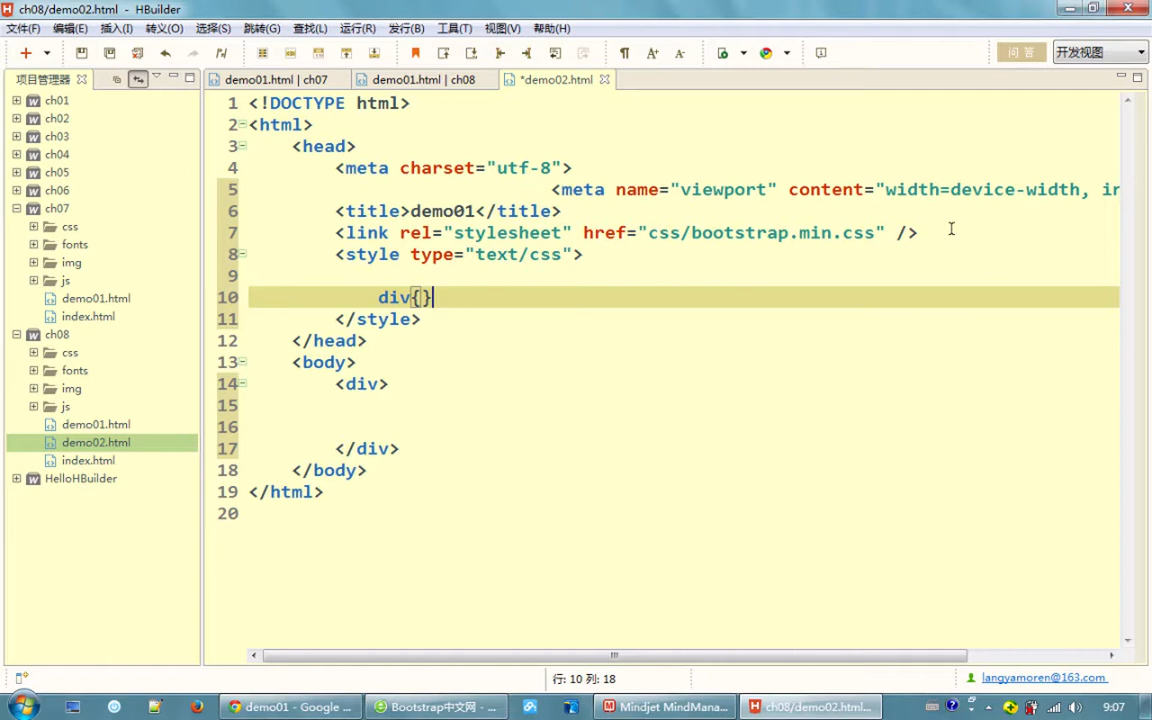 ch08/demo02.html - HBuilder
文件(F) 编辑(E) 插入(I) 转义(O) 选择(S) 跳转(G) 查找(L) 运行(R) 发行(B) 工具(T) 视图(V) 帮助(H)
问答 开发视图
项目管理器 demo01.html | ch07 demo01.html | ch08 *demo02.html
ch01
ch02
ch03
ch04
ch05
ch06
ch07
css
fonts
img
js
demo01.html
index.html
ch08
css
fonts
img
js
demo01.html
demo02.html
index.html
HelloHBuilder
1 <!DOCTYPE html>
2 <html>
3 <head>
4 <meta charset="utf-8">
5 <meta name="viewport" content="width=device-width, in
6 <title>demo01</title>
7 <link rel="stylesheet" href="css/bootstrap.min.css" />
8 <style type="text/css">
9
10 div{}
11 </style>
12 </head>
13 <body>
14 <div>
15
16
17 </div>
18 </body>
19 </html>
20
行: 10 列: 18 langyamoren@163.com
demo01 - Google ... Bootstrap中文网 - ... Mindjet MindMana... ch08/demo02.html... 9:07